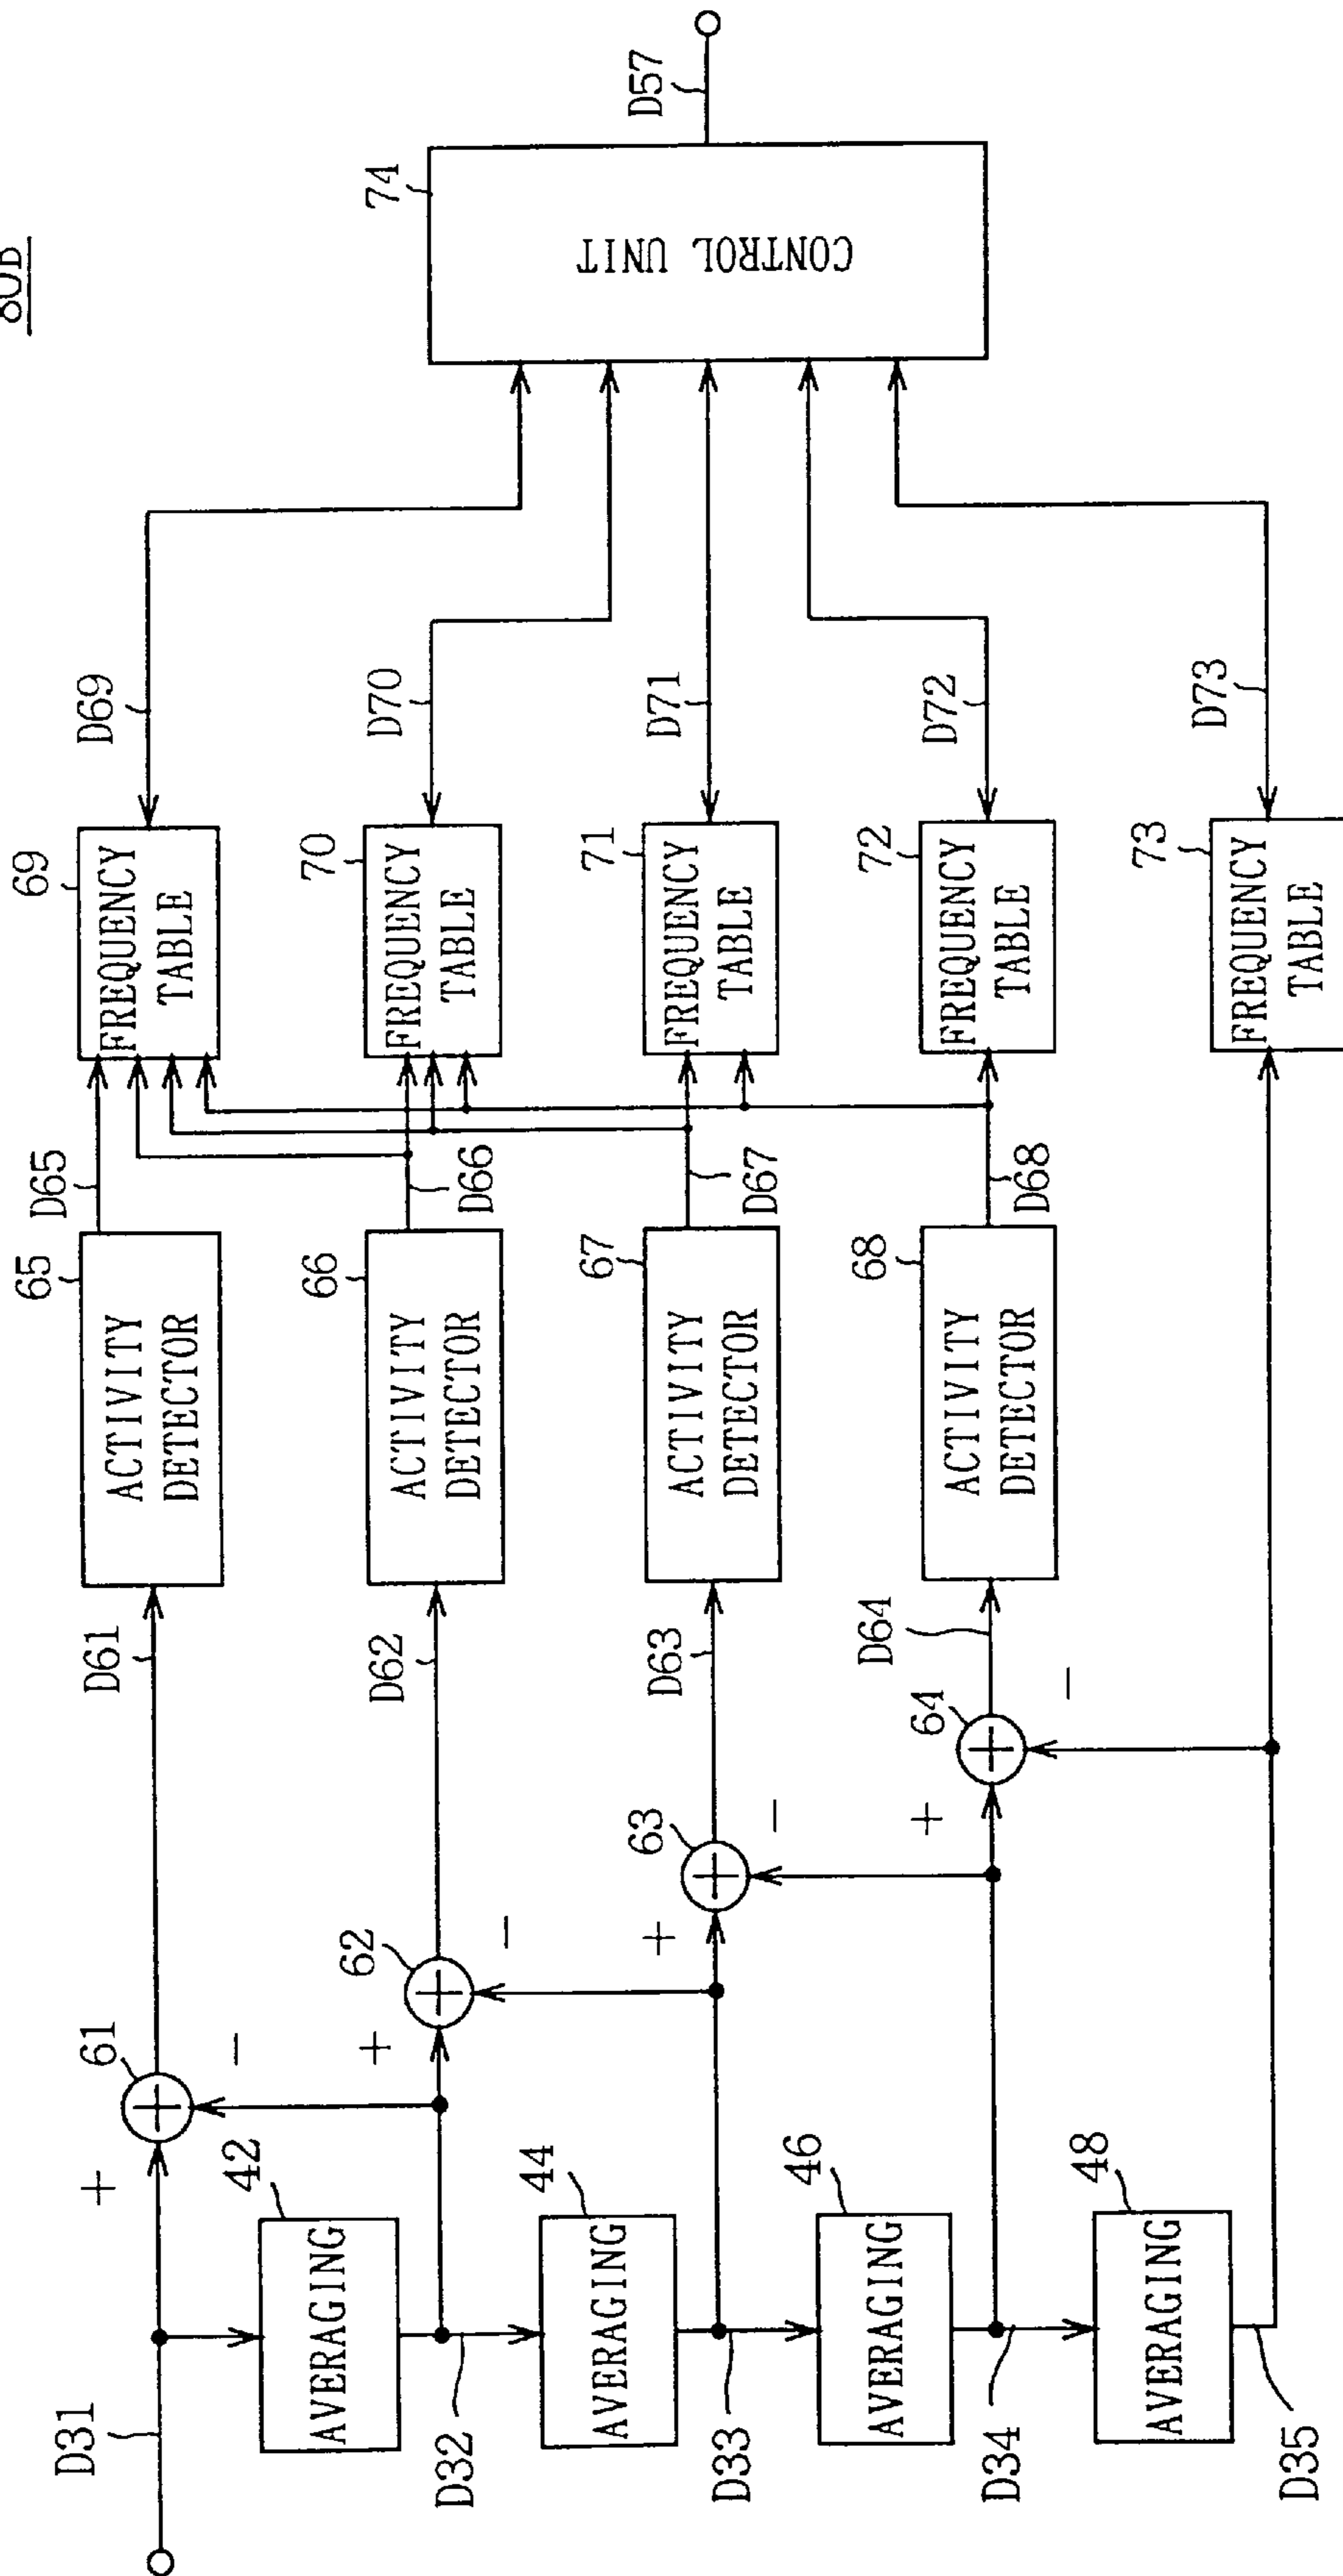 80B
D31
+
61
-
D61
65
ACTIVITY
DETECTOR
D65
69
FREQUENCY
TABLE
D69
42
AVERAGING
D32
+
62
-
D62
66
ACTIVITY
DETECTOR
D66
70
FREQUENCY
TABLE
D70
44
AVERAGING
D33
+
63
-
D63
67
ACTIVITY
DETECTOR
D67
71
FREQUENCY
TABLE
D71
74
CONTROL UNIT
D57
46
AVERAGING
D34
+
64
-
D64
68
ACTIVITY
DETECTOR
D68
72
FREQUENCY
TABLE
D72
48
AVERAGING
D35
73
FREQUENCY
TABLE
D73